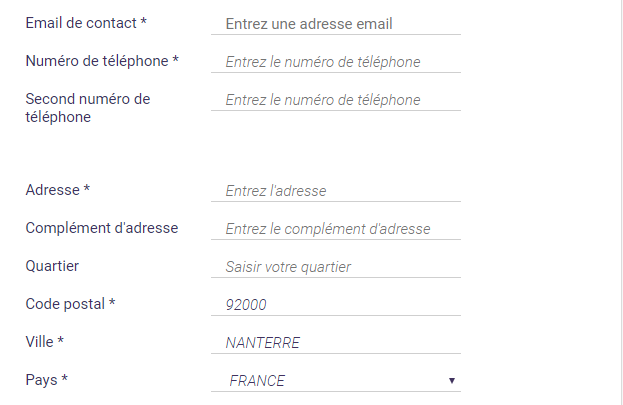 Email de contact * Entrez une adresse email
Numéro de téléphone * Entrez le numéro de téléphone
Second numéro de Entrez le numéro de téléphone
téléphone
Adresse * Entrez l'adresse
Complément d'adresse Entrez le complément d'adresse
Quartier Saisir votre quartier
Code postal * 92000
Ville * NANTERRE
Pays * FRANCE